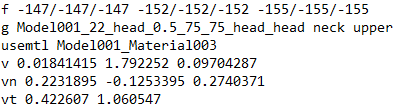 f -147/-147/-147 -152/-152/-152 -155/-155/-155
g Model001_22_head_0.5_75_75_head_head neck upper
usemtl Model001_Material003
v 0.01841415 1.792252 0.09704287
vn 0.2231895 -0.1253395 0.2740371
vt 0.422607 1.060547